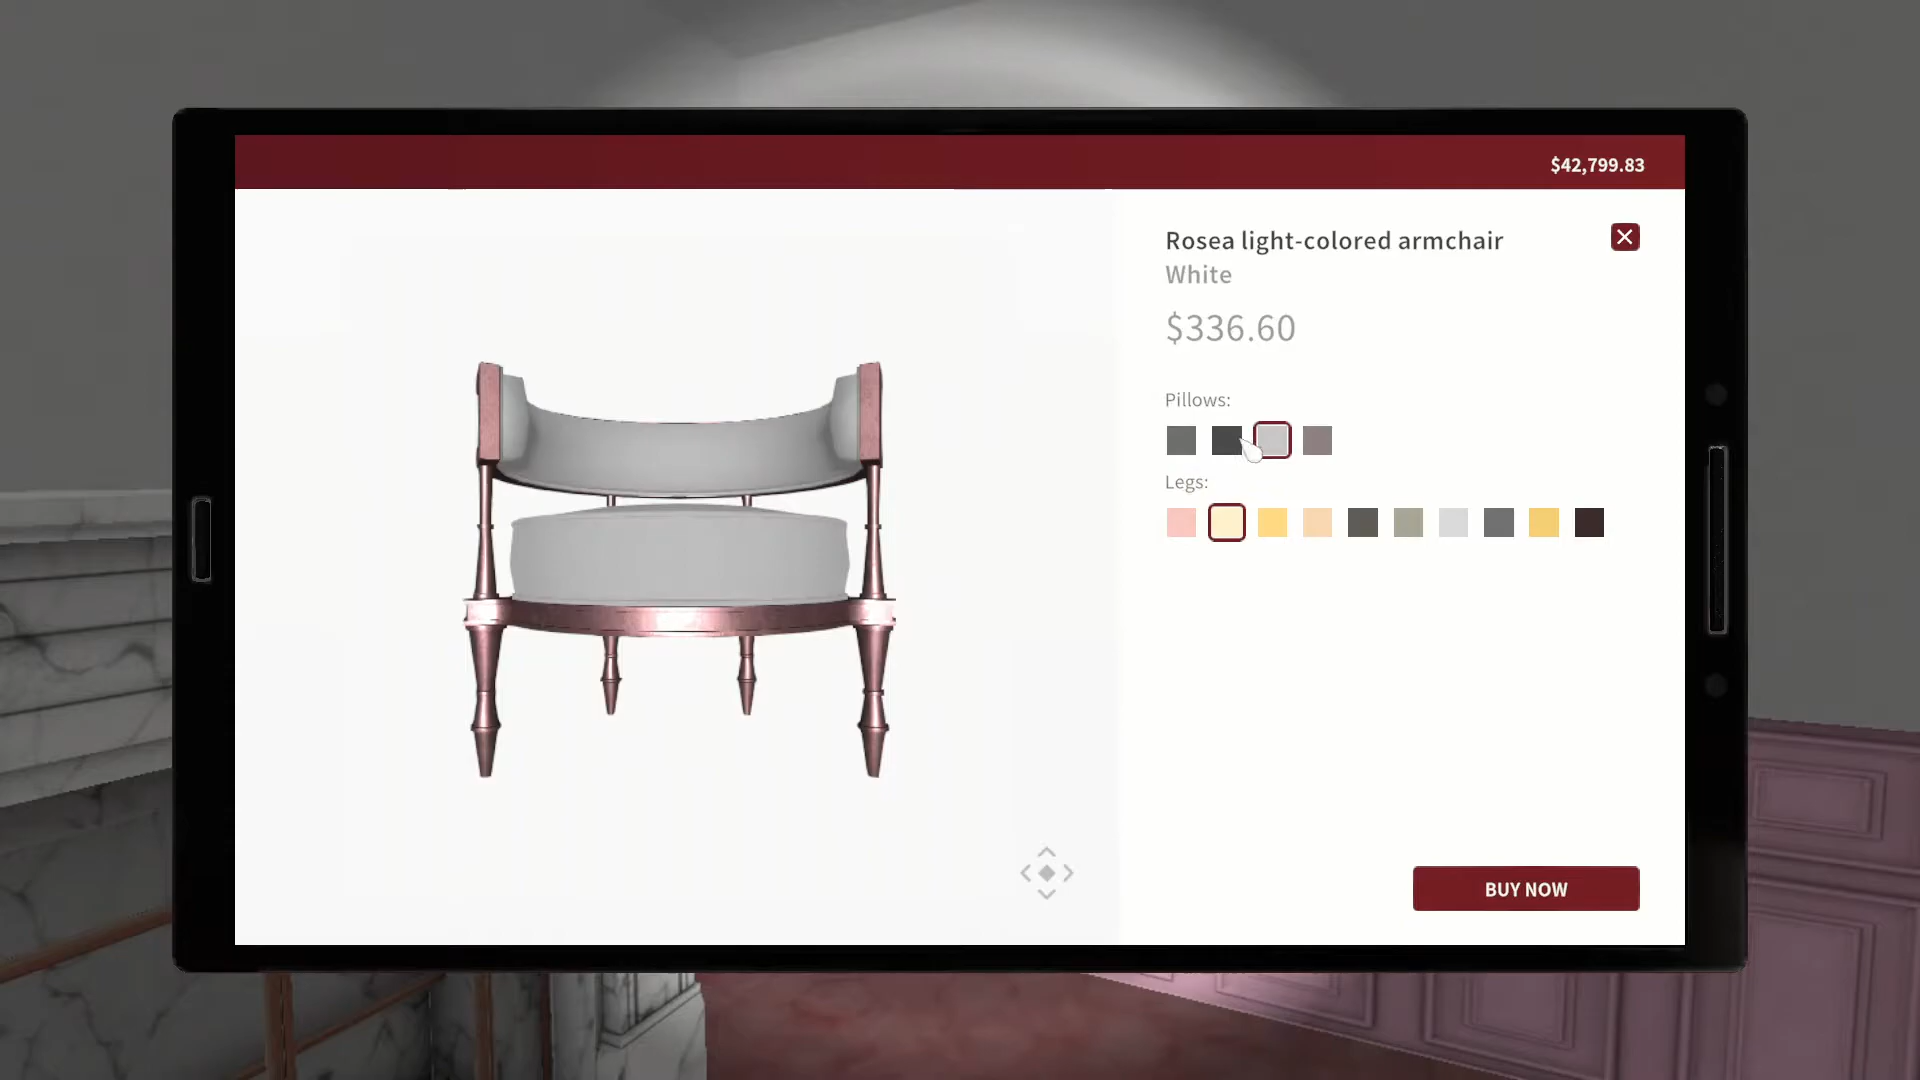 $42,799.83
Rosea light-colored armchair
White
$336.60
Pillows:
Legs:
BUY NOW